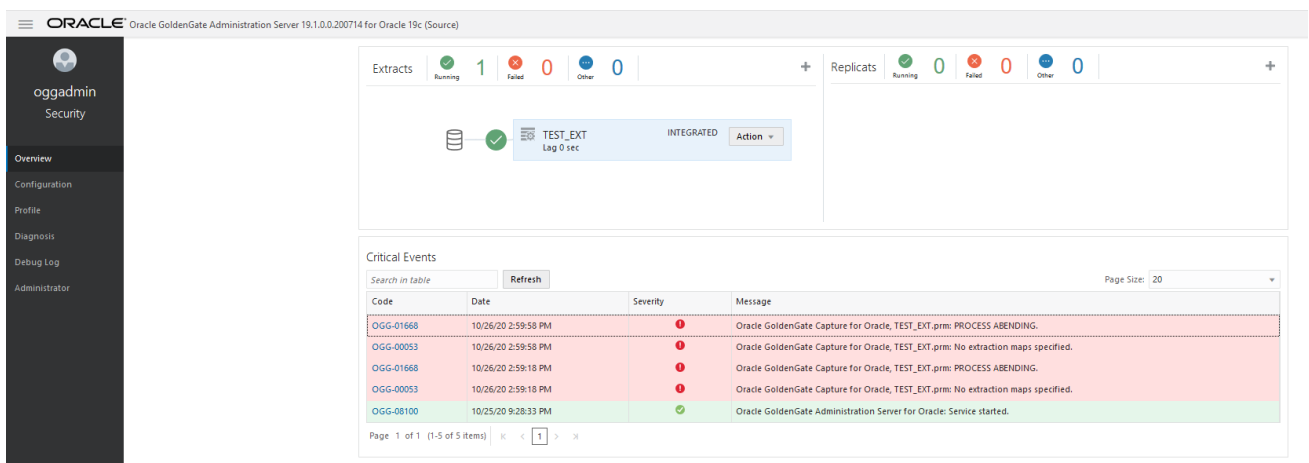 ORACLE Oracle GoldenGate Administration Server 19.1.0.0.200714 for Oracle 19c (Source)
oggadmin
Security
Overview
Configuration
Profile
Diagnosis
Debug Log
Administrator
Extracts Running 1 Failed 0 Other 0 +
TEST_EXT INTEGRATED Action
Lag 0 sec
Replicats Running 0 Failed 0 Other 0 +
Critical Events
Search in table Refresh Page Size: 20
Code Date Severity Message
OGG-01668 10/26/20 2:59:58 PM Oracle GoldenGate Capture for Oracle, TEST_EXT.prm: PROCESS ABENDING.
OGG-00053 10/26/20 2:59:58 PM Oracle GoldenGate Capture for Oracle, TEST_EXT.prm: No extraction maps specified.
OGG-01668 10/26/20 2:59:18 PM Oracle GoldenGate Capture for Oracle, TEST_EXT.prm: PROCESS ABENDING.
OGG-00053 10/26/20 2:59:18 PM Oracle GoldenGate Capture for Oracle, TEST_EXT.prm: No extraction maps specified.
OGG-08100 10/25/20 9:28:33 PM Oracle GoldenGate Administration Server for Oracle: Service started.
Page 1 of 1 (1-5 of 5 items) K < 1 > X